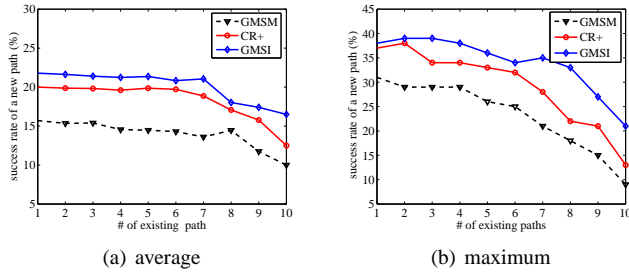 success rate of a new path (%)
30
25
20
15
10
5
1 2 3 4 5 6 7 8 9 10
# of existing path
GMSM
CR+
GMSI
(a) average
success rate of a new path (%)
45
40
35
30
25
20
15
10
5
1 2 3 4 5 6 7 8 9 10
# of existing paths
GMSM
CR+
GMSI
(b) maximum